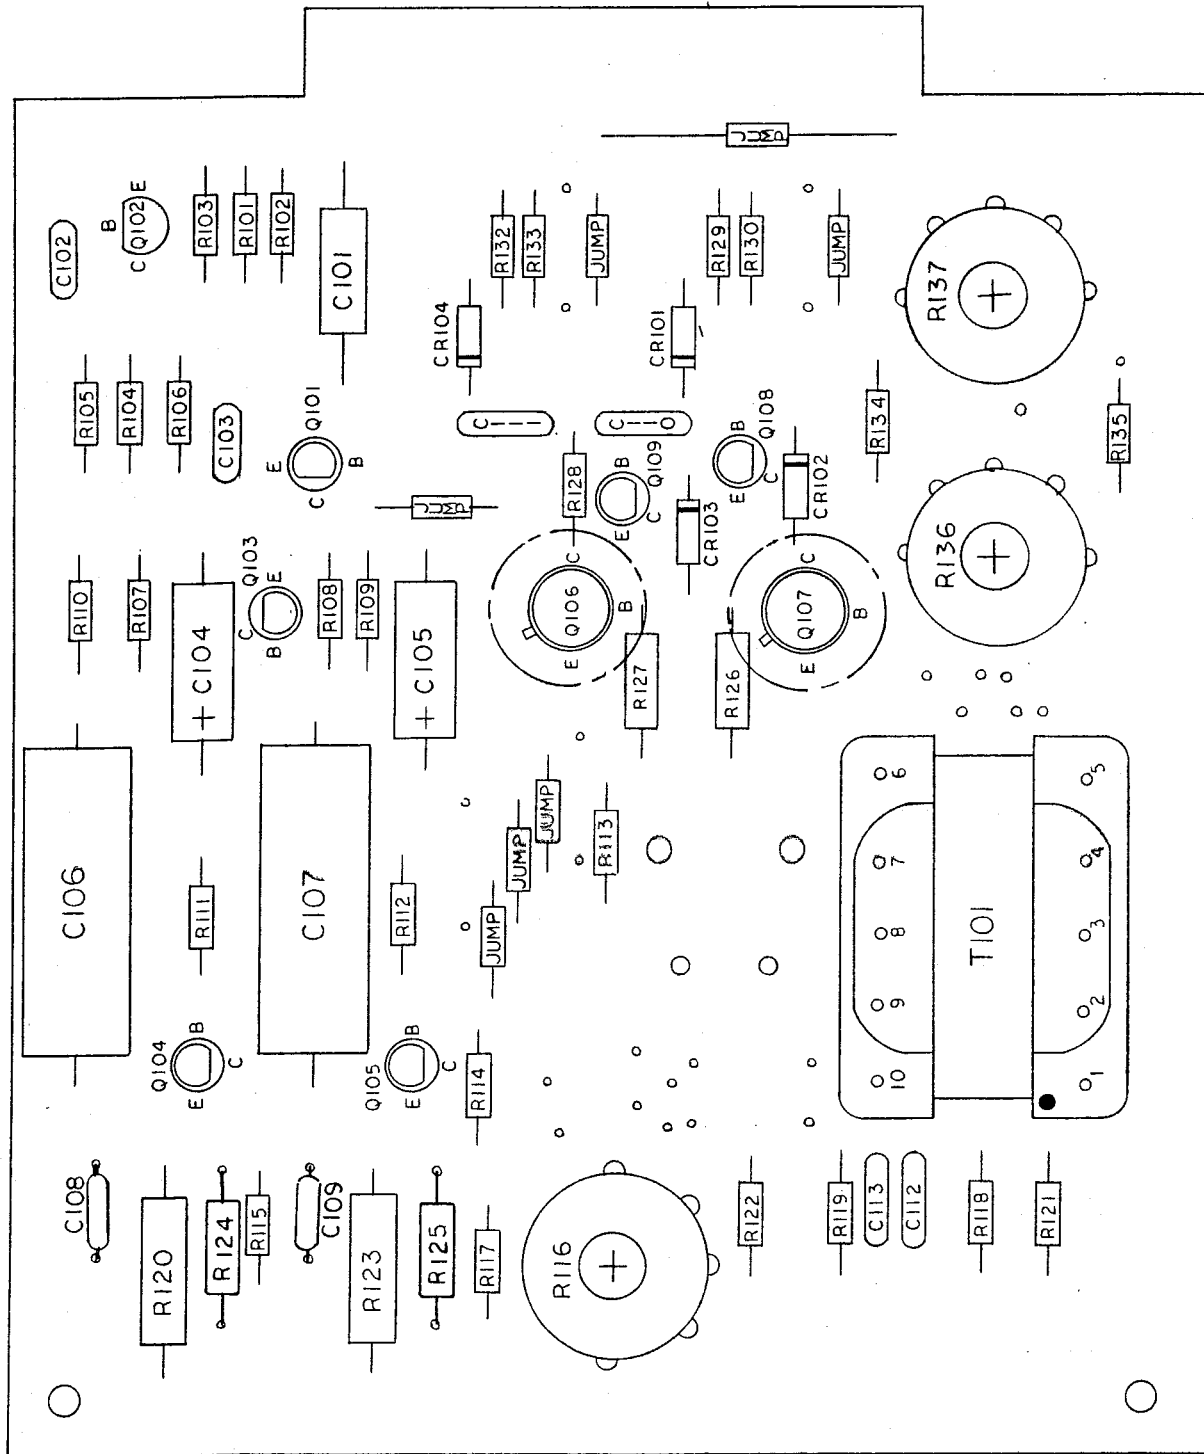 JUMP
C102
B
C
Q102
E
R103
R101
R102
C101
R132
R133
JUMP
R129
R130
JUMP
R137
CR104
CR101
R105
R104
R106
C103
Q101
E
B
C
C111
C110
R128
Q109
B
E
C
Q108
B
E
C
CR103
CR102
R134
R135
JUMP
R136
R110
R107
+ C104
Q103
C
E
B
R108
R109
+ C105
C
Q106
B
E
C
Q107
B
E
R127
R126
C106
R111
C107
R112
JUMP
JUMP
JUMP
R113
6
7
8
9
10
T101
5
4
3
2
1
Q104
B
E
C
Q105
B
E
C
R114
C108
R120
R124
R115
C109
R123
R125
R117
R116
R122
R119
C113
C112
R118
R121